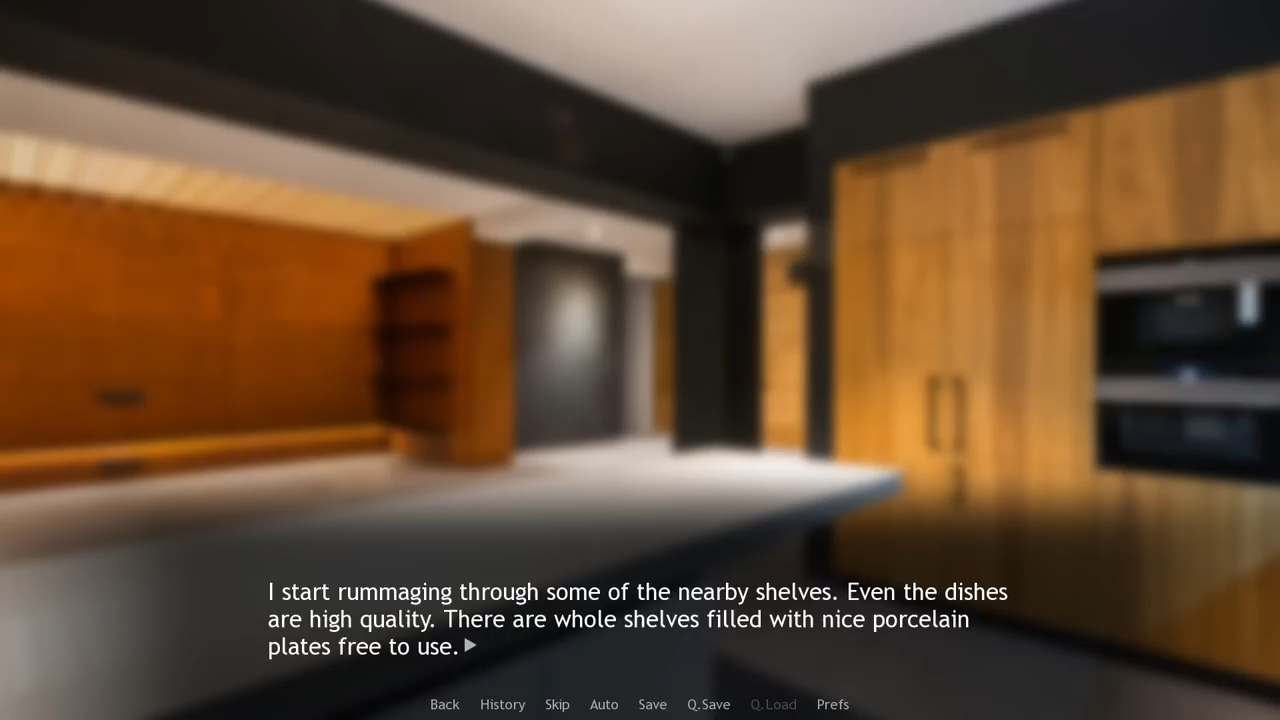 I start rummaging through some of the nearby shelves. Even the dishes
are high quality. There are whole shelves filled with nice porcelain
plates free to use.
Back History Skip Auto Save Q.Save Q.Load Prefs